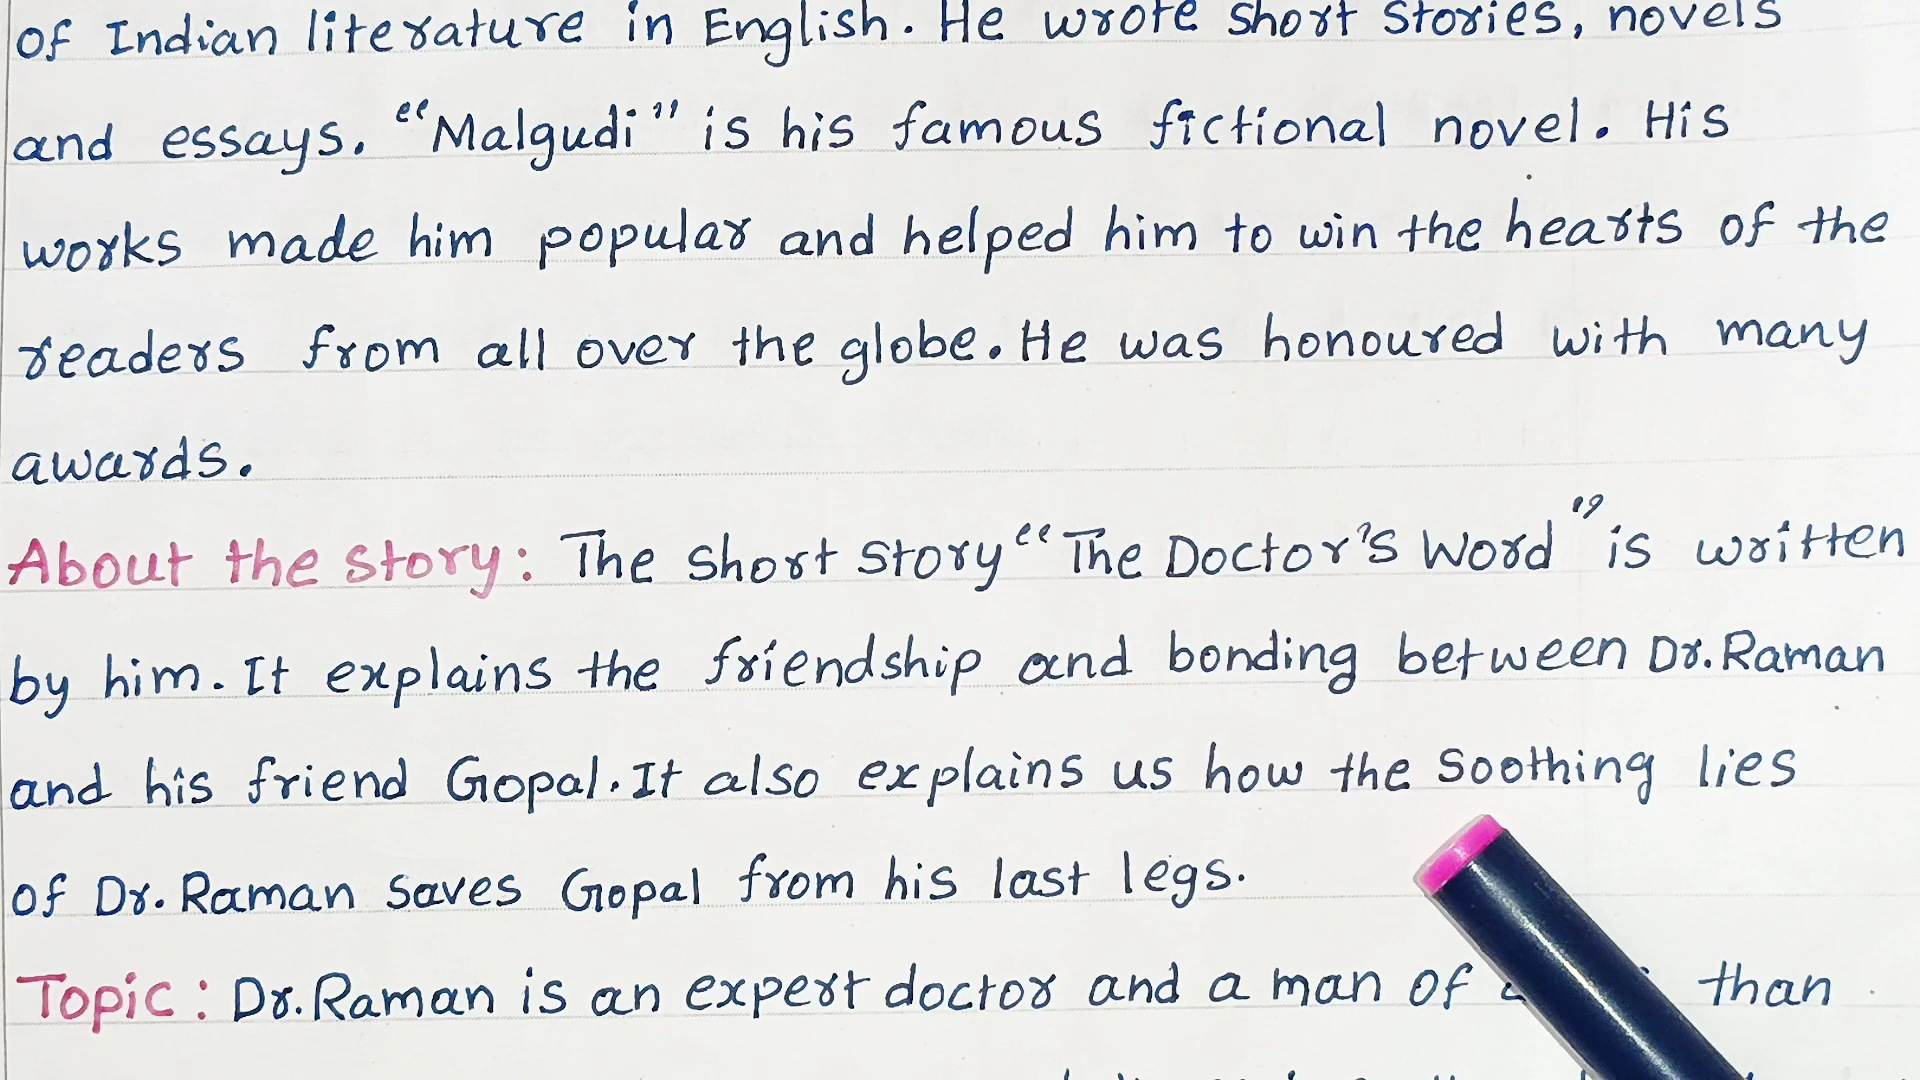 of Indian literature in English. He wrote short stories, novels
and essays. "Malgudi" is his famous fictional novel. His
works made him popular and helped him to win the hearts of the
readers from all over the globe. He was honoured with many
awards.
About the story: The short story "The Doctor's Word" is written
by him. It explains the friendship and bonding between Dr. Raman
and his friend Gopal. It also explains us how the soothing lies
of Dr. Raman saves Gopal from his last legs.
Topic: Dr. Raman is an expert doctor and a man of than